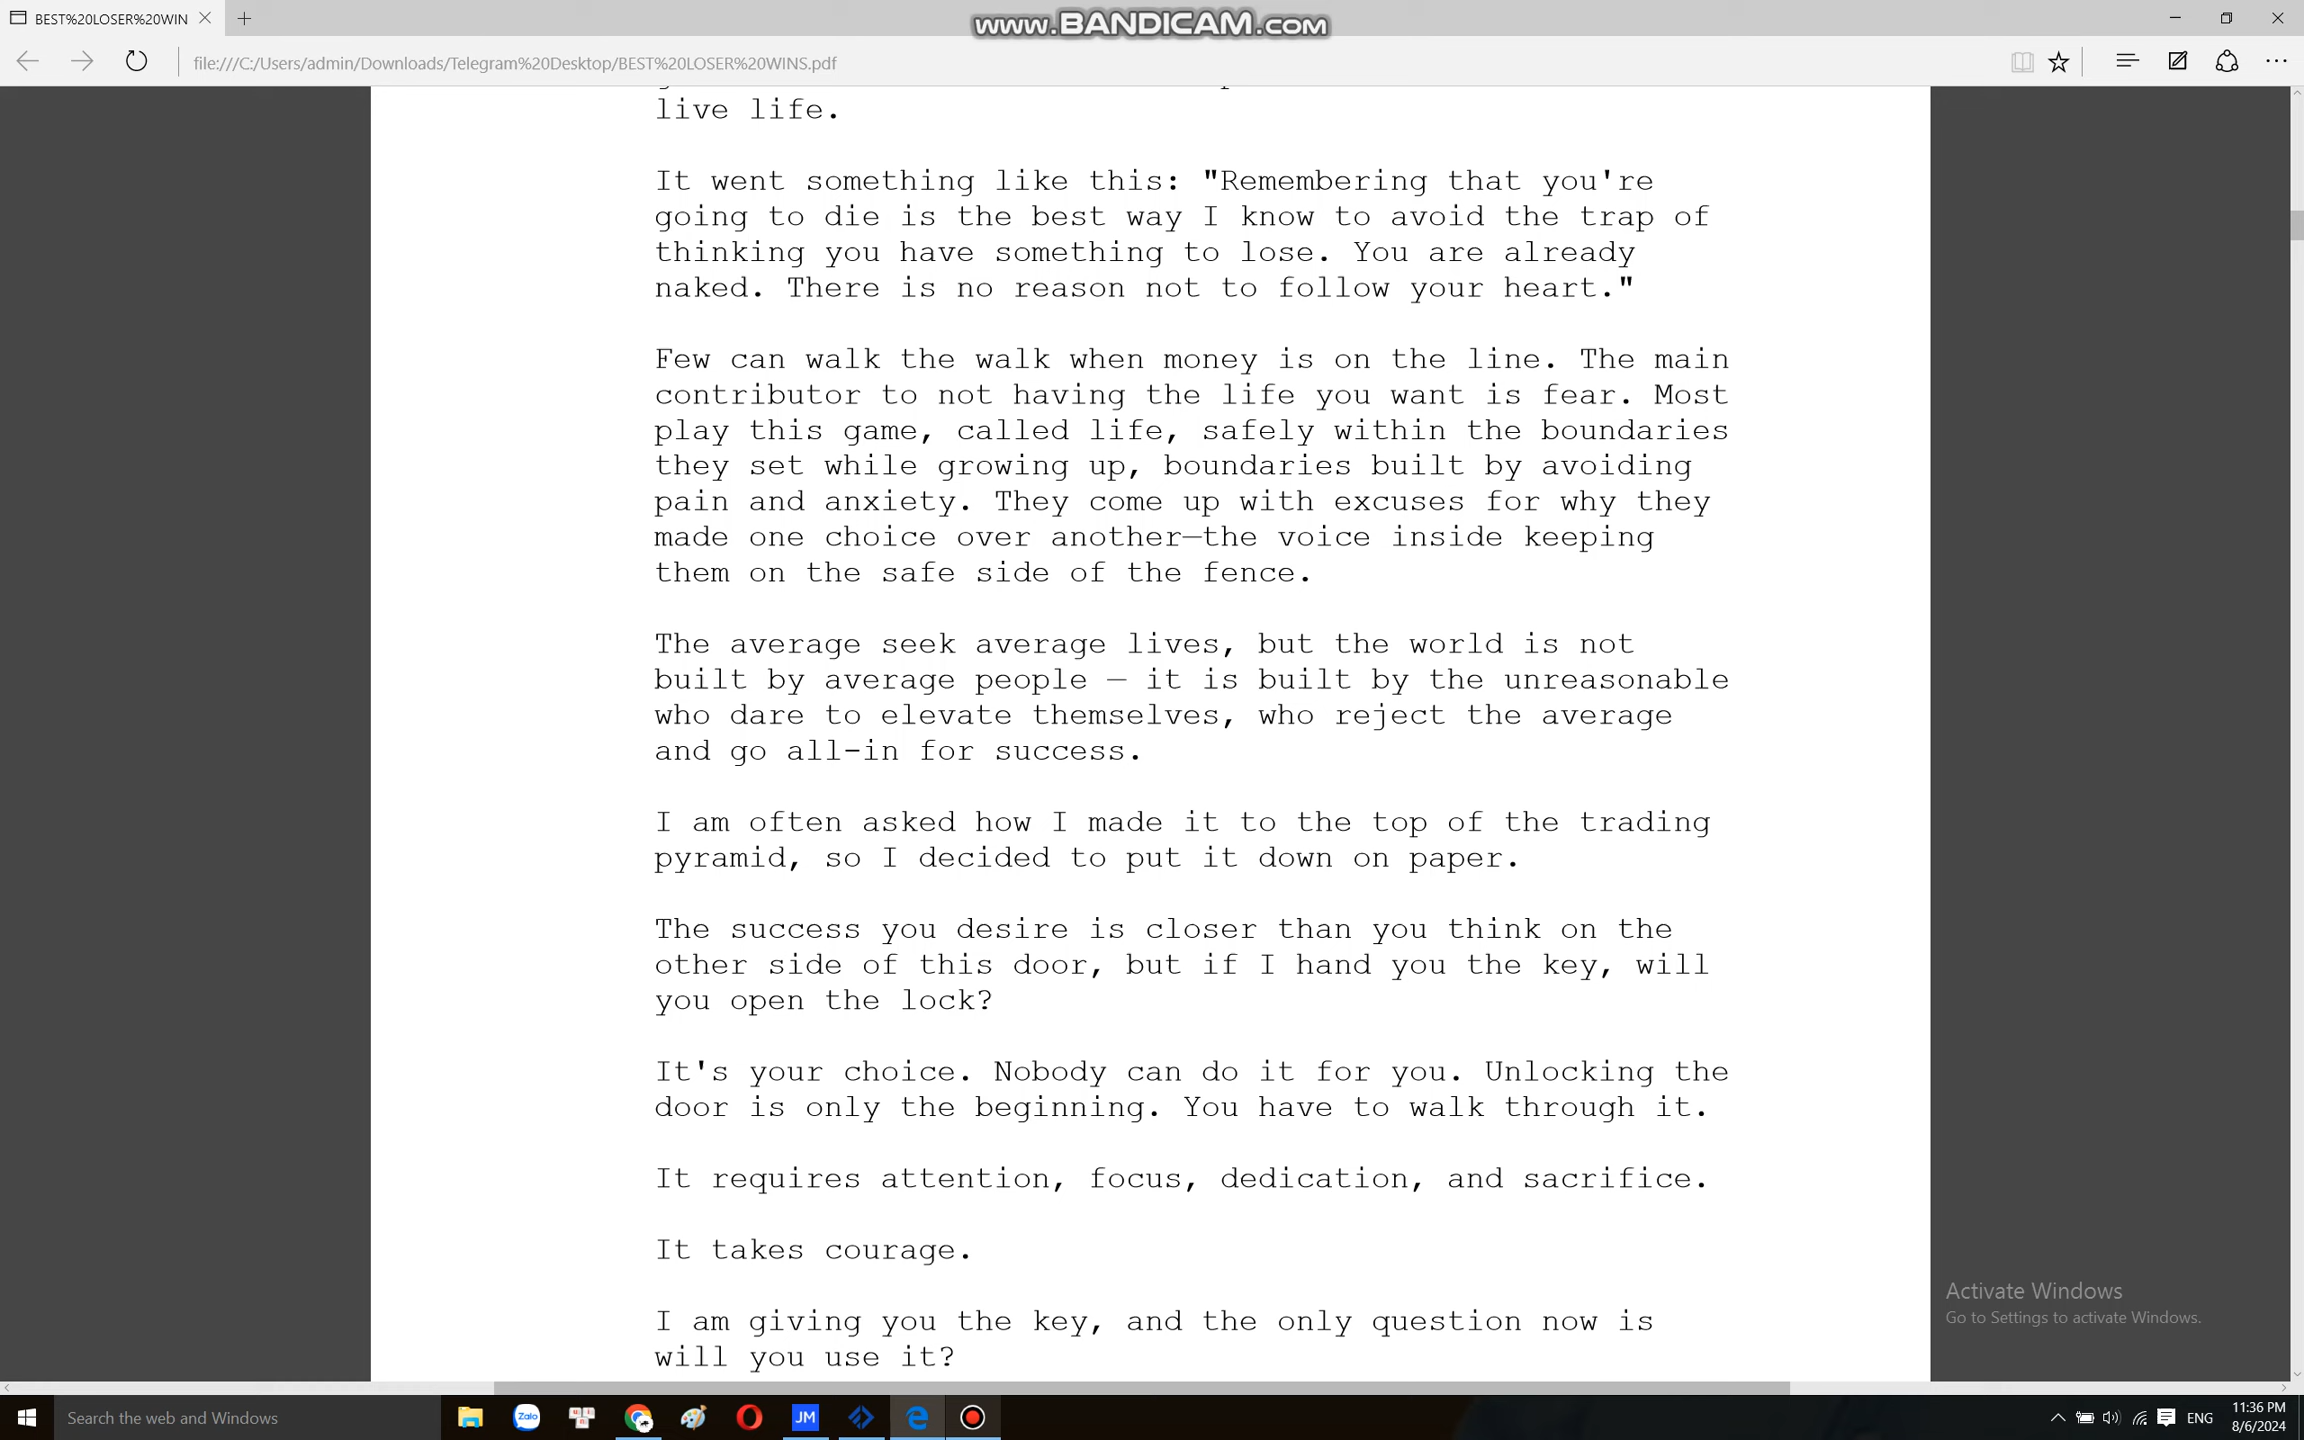 BEST%20LOSER%20WIN
www.BANDICAM.com
file:///C:/Users/admin/Downloads/Telegram%20Desktop/BEST%20LOSER%20WINS.pdf
live life.
It went something like this: "Remembering that you're
going to die is the best way I know to avoid the trap of
thinking you have something to lose. You are already
naked. There is no reason not to follow your heart."
Few can walk the walk when money is on the line. The main
contributor to not having the life you want is fear. Most
play this game, called life, safely within the boundaries
they set while growing up, boundaries built by avoiding
pain and anxiety. They come up with excuses for why they
made one choice over another—the voice inside keeping
them on the safe side of the fence.
The average seek average lives, but the world is not
built by average people — it is built by the unreasonable
who dare to elevate themselves, who reject the average
and go all-in for success.
I am often asked how I made it to the top of the trading
pyramid, so I decided to put it down on paper.
The success you desire is closer than you think on the
other side of this door, but if I hand you the key, will
you open the lock?
It's your choice. Nobody can do it for you. Unlocking the
door is only the beginning. You have to walk through it.
It requires attention, focus, dedication, and sacrifice.
It takes courage.
I am giving you the key, and the only question now is
will you use it?
Activate Windows
Go to Settings to activate Windows.
Search the web and Windows
Zalo
JM
ENG
11:36 PM
8/6/2024